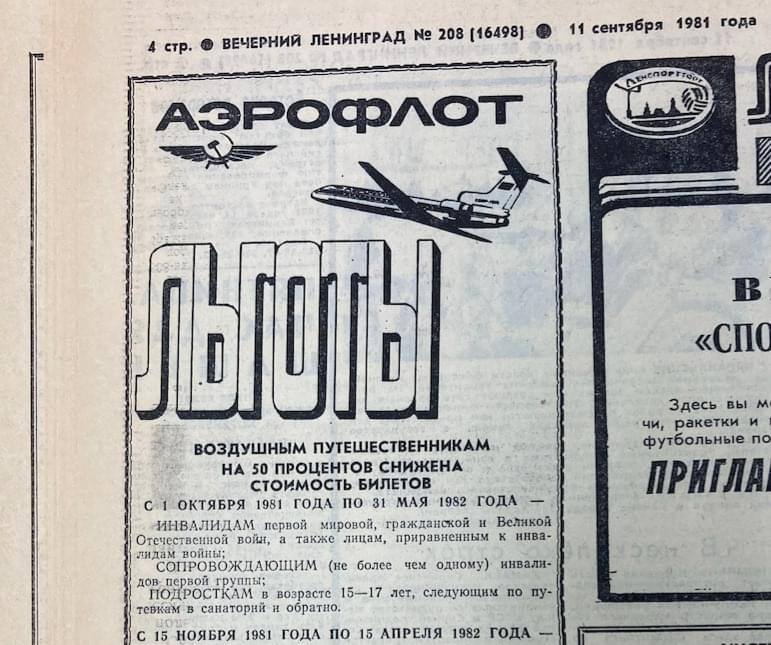 4 стр. ● ВЕЧЕРНИЙ ЛЕНИНГРАД № 208 (16498) ● 11 сентября 1981 года
АЭРОФЛОТ
ЛЬГОТЫ
ВОЗДУШНЫМ ПУТЕШЕСТВЕННИКАМ
НА 50 ПРОЦЕНТОВ СНИЖЕНА
СТОИМОСТЬ БИЛЕТОВ
С 1 ОКТЯБРЯ 1981 ГОДА ПО 31 МАЯ 1982 ГОДА —
ИНВАЛИДАМ первой мировой, гражданской и Великой
Отечественной войн, а также лицам, приравненным к инва-
лидам войны;
СОПРОВОЖДАЮЩИМ (не более чем одному) инвали-
дов первой группы;
ПОДРОСТКАМ в возрасте 15—17 лет, следующим по пу-
тевкам в санаторий и обратно.
С 15 НОЯБРЯ 1981 ГОДА ПО 15 АПРЕЛЯ 1982 ГОДА —
ЛЕНСПОРТТОРГ
В
«СПО
Здесь вы м
чи, ракетки и
футбольные по
ПРИГЛА